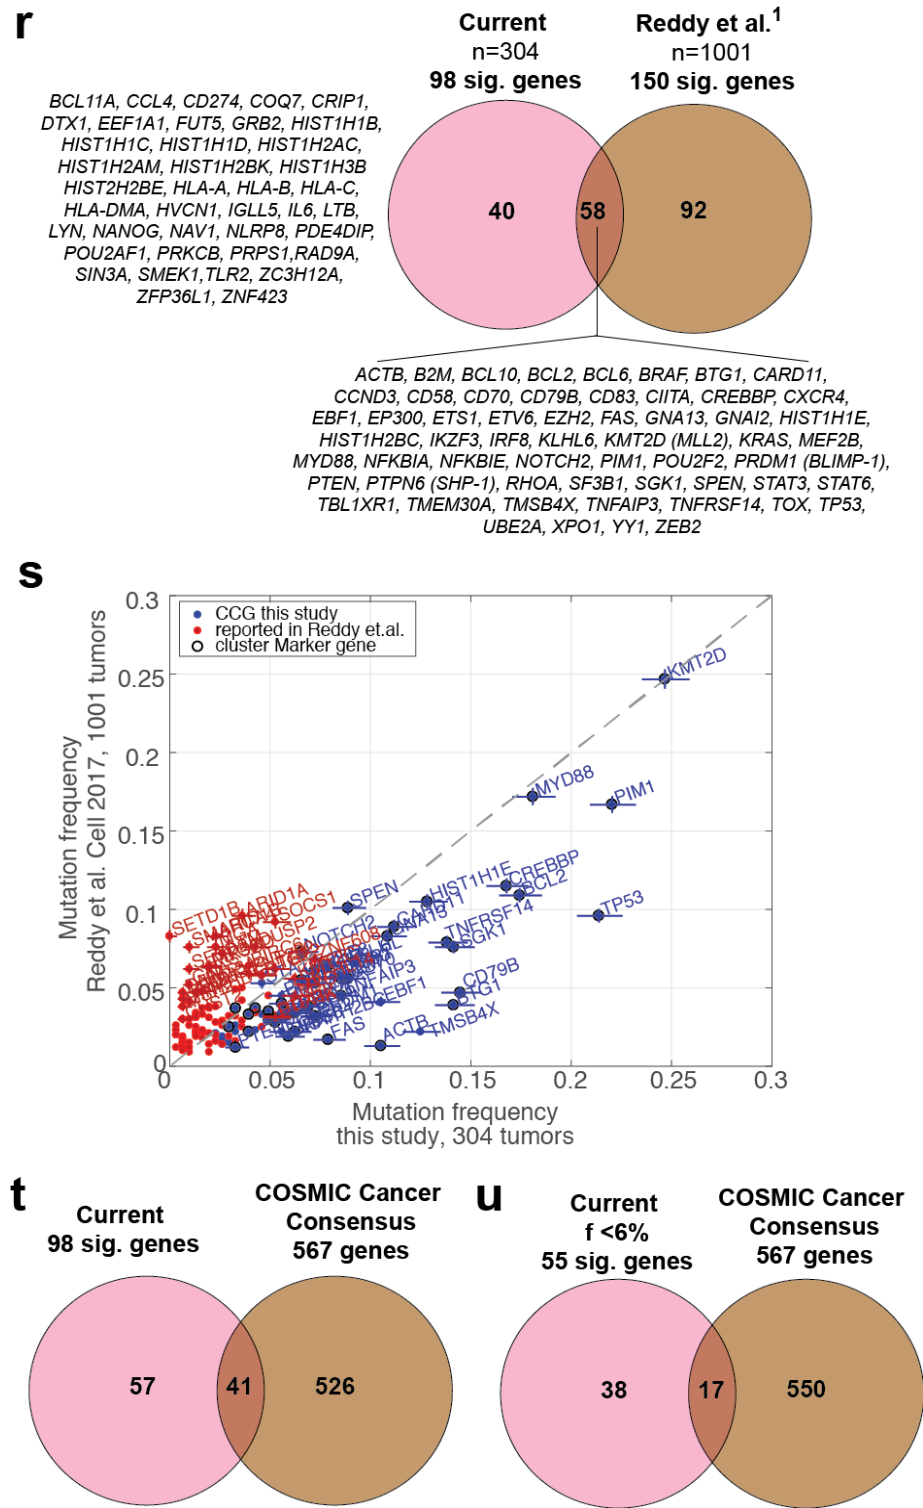 r
Current
n=304
98 sig. genes
Reddy et al.1
n=1001
150 sig. genes
BCL11A, CCL4, CD274, COQ7, CRIP1,
DTX1, EEF1A1, FUT5, GRB2, HIST1H1B,
HIST1H1C, HIST1H1D, HIST1H2AC,
HIST1H2AM, HIST1H2BK, HIST1H3B
HIST2H2BE, HLA-A, HLA-B, HLA-C,
HLA-DMA, HVCN1, IGLL5, IL6, LTB,
LYN, NANOG, NAV1, NLRP8, PDE4DIP,
POU2AF1, PRKCB, PRPS1,RAD9A,
SIN3A, SMEK1,TLR2, ZC3H12A,
ZFP36L1, ZNF423
40
58
92
ACTB, B2M, BCL10, BCL2, BCL6, BRAF, BTG1, CARD11,
CCND3, CD58, CD70, CD79B, CD83, CIITA, CREBBP, CXCR4,
EBF1, EP300, ETS1, ETV6, EZH2, FAS, GNA13, GNAI2, HIST1H1E,
HIST1H2BC, IKZF3, IRF8, KLHL6, KMT2D (MLL2), KRAS, MEF2B,
MYD88, NFKBIA, NFKBIE, NOTCH2, PIM1, POU2F2, PRDM1 (BLIMP-1),
PTEN, PTPN6 (SHP-1), RHOA, SF3B1, SGK1, SPEN, STAT3, STAT6,
TBL1XR1, TMEM30A, TMSB4X, TNFAIP3, TNFRSF14, TOX, TP53,
UBE2A, XPO1, YY1, ZEB2
s
CCG this study
reported in Reddy et.al.
cluster Marker gene
Mutation frequency
Reddy et al. Cell 2017, 1001 tumors
0.3
0.25
0.2
0.15
0.1
0.05
0
KMT2D
MYD88
PIM1
SPEN
HIST1H1E
CREBBP
BCL2
TP53
SETD1B
ARID1A
SOCS1
NOTCH2
TNFRSF14
SGK1
CD79B
BTG1
EBF1
FAS
ACTB
TMSB4X
0
0.05
0.1
0.15
0.2
0.25
0.3
Mutation frequency
this study, 304 tumors
t
Current
98 sig. genes
COSMIC Cancer
Consensus
567 genes
57
41
526
u
Current
f <6%
55 sig. genes
COSMIC Cancer
Consensus
567 genes
38
17
550